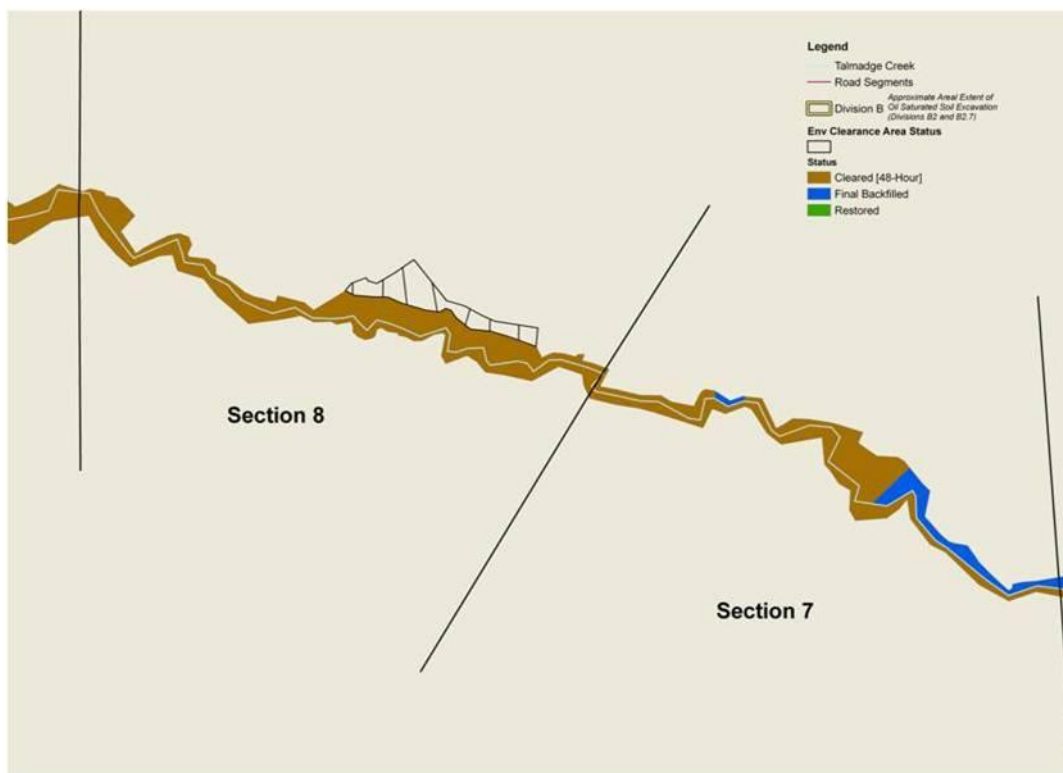 Legend
Talmadge Creek
Road Segments
Division B
Approximate Areal Extent of
Oil Saturated Soil Excavation
(Divisions B2 and B2.7)
Env Clearance Area Status
Status
Cleared [48-Hour]
Final Backfilled
Restored
Section 8
Section 7